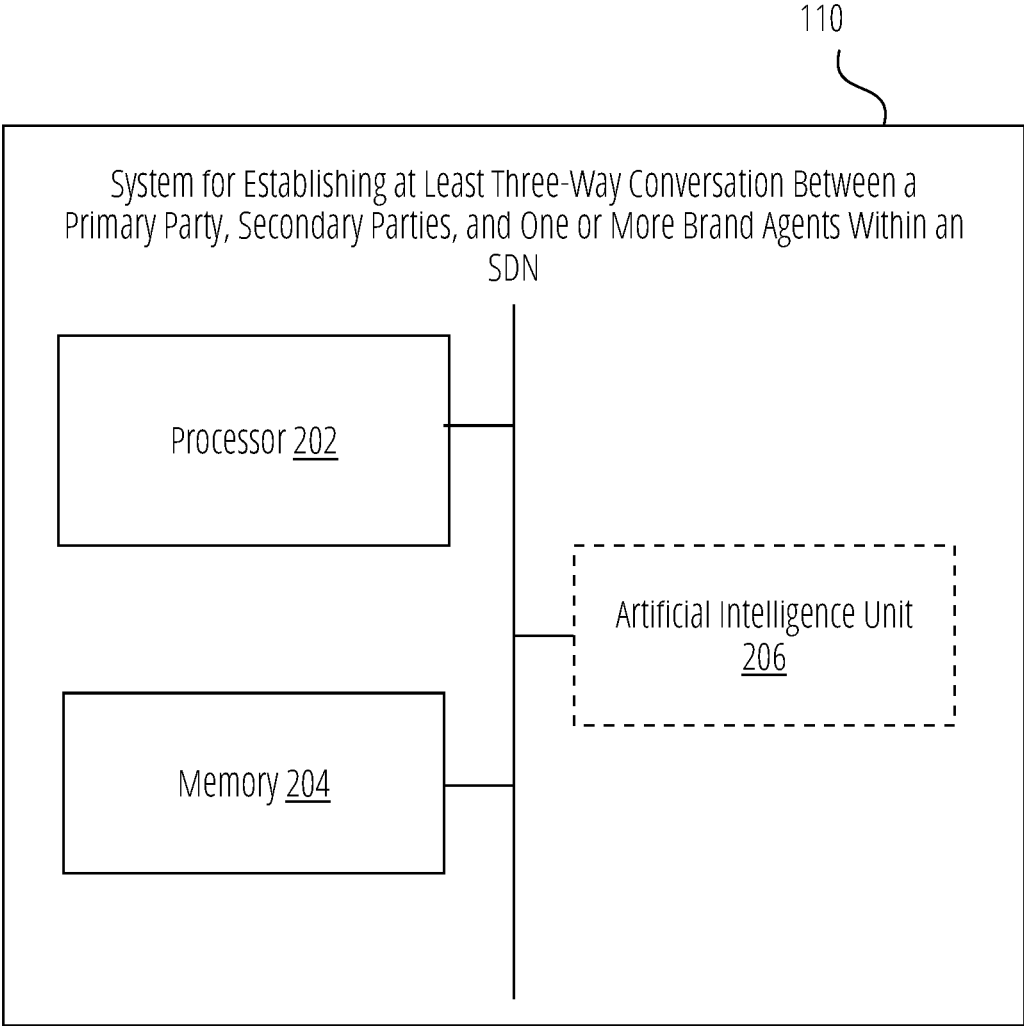 110
System for Establishing at Least Three-Way Conversation Between a
Primary Party, Secondary Parties, and One or More Brand Agents Within an
SDN
Processor 202
Artificial Intelligence Unit
206
Memory 204